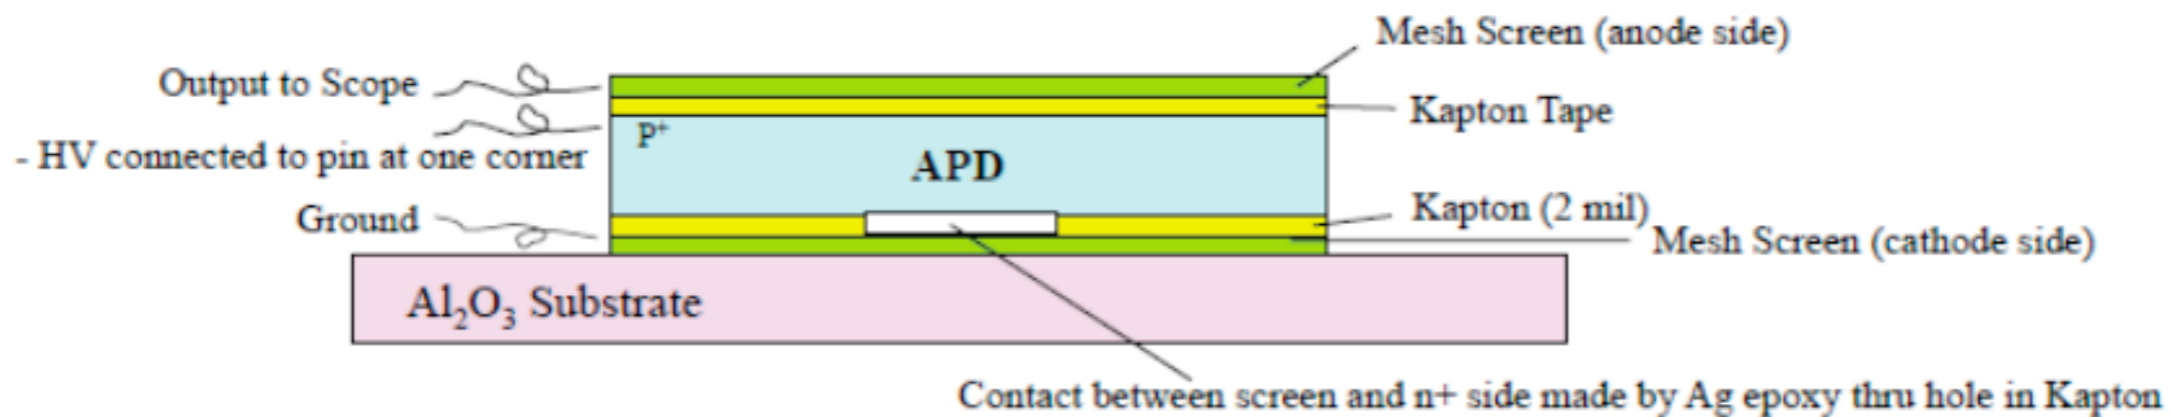 Mesh Screen (anode side)
Output to Scope
Kapton Tape
P+
- HV connected to pin at one corner
APD
Kapton (2 mil)
Ground
Mesh Screen (cathode side)
Al₂O₃ Substrate
Contact between screen and n+ side made by Ag epoxy thru hole in Kapton